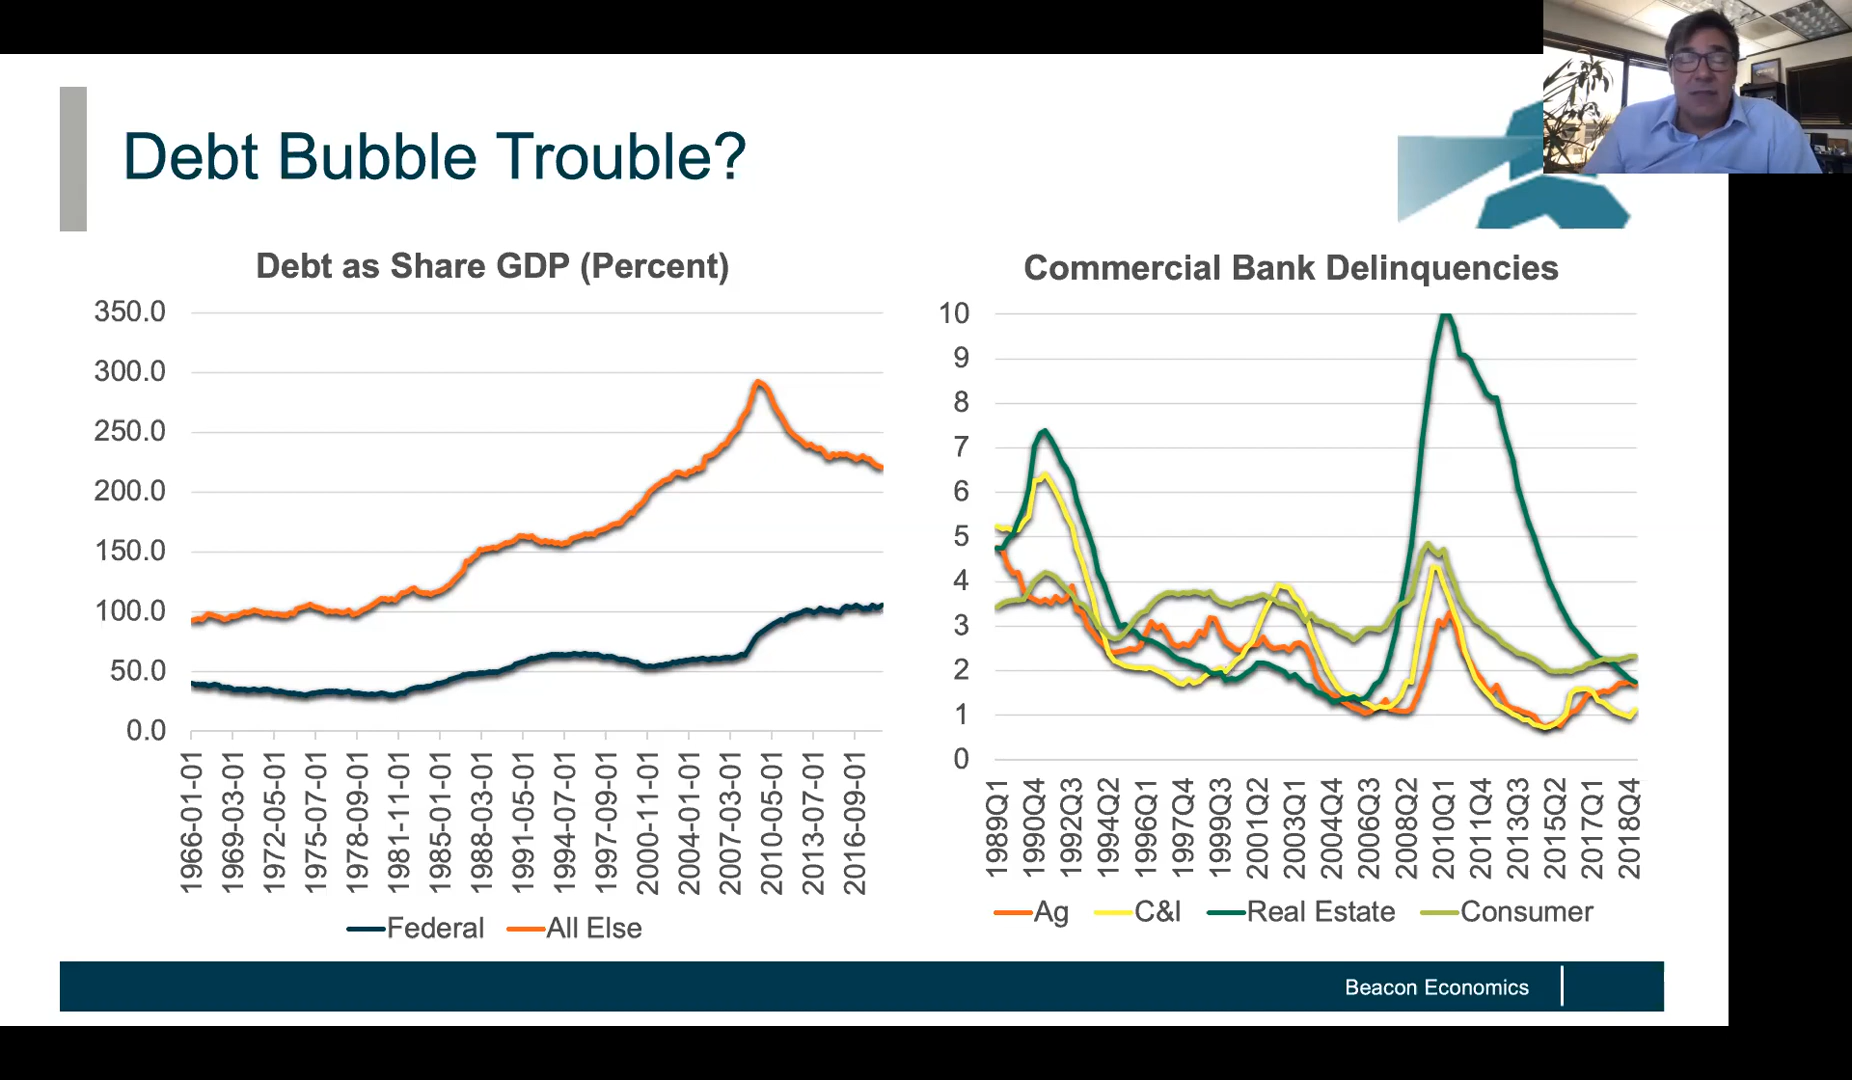 Debt Bubble Trouble?
Debt as Share GDP (Percent)
350.0
300.0
250.0
200.0
150.0
100.0
50.0
0.0
1966-01-01
1969-03-01
1972-05-01
1975-07-01
1978-09-01
1981-11-01
1985-01-01
1988-03-01
1991-05-01
1994-07-01
1997-09-01
2000-11-01
2004-01-01
2007-03-01
2010-05-01
2013-07-01
2016-09-01
Federal All Else
Commercial Bank Delinquencies
10
9
8
7
6
5
4
3
2
1
0
1989Q1
1990Q4
1992Q3
1994Q2
1996Q1
1997Q4
1999Q3
2001Q2
2003Q1
2004Q4
2006Q3
2008Q2
2010Q1
2011Q4
2013Q3
2015Q2
2017Q1
2018Q4
Ag C&I Real Estate Consumer
Beacon Economics